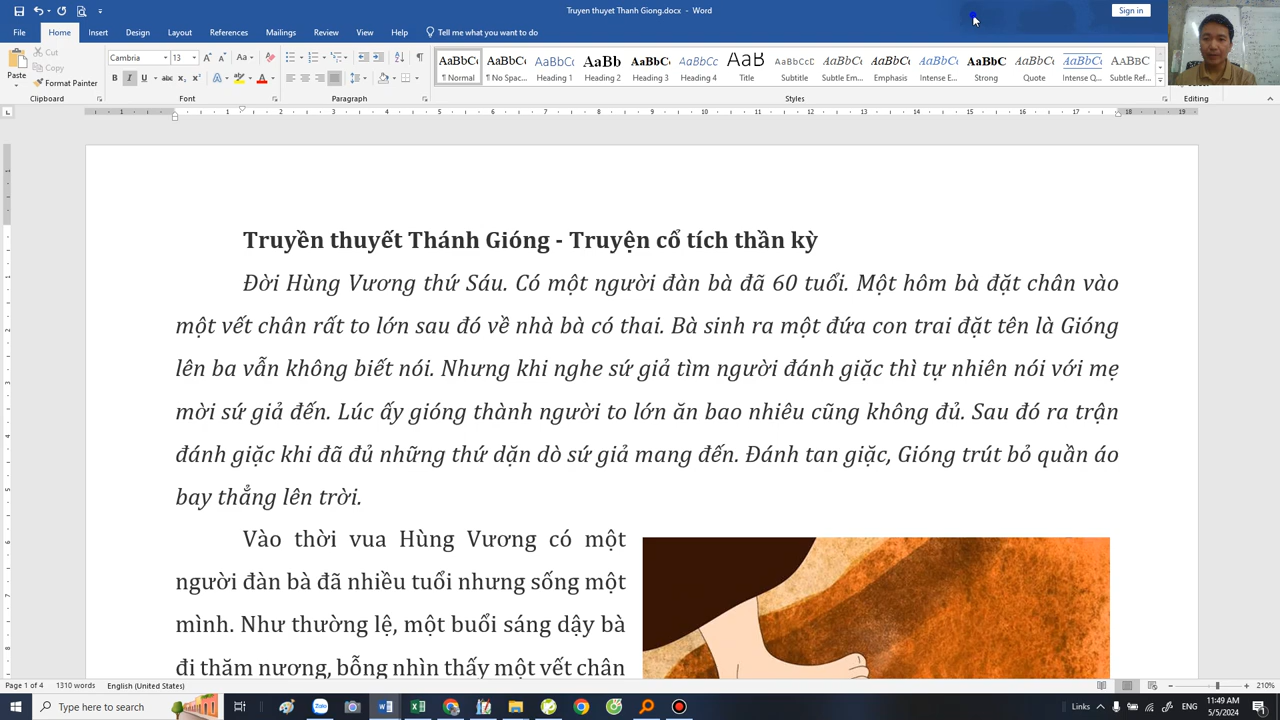 Truyen thuyet Thanh Giong.docx - Word
Sign in
File Home Insert Design Layout References Mailings Review View Help Tell me what you want to do
Paste
Cut
Copy
Format Painter
Cambria 13
AaBbCc AaBbCc AaBbCc AaBb AaBbCc AaBbCc AaB AaBbCc AaBbCc AaBbCc AaBbCc AaBbC AaBbCc AaBbCc AaBbC
¶ Normal ¶ No Spac... Heading 1 Heading 2 Heading 3 Heading 4 Title Subtitle Subtle Em... Emphasis Intense E... Strong Quote Intense Q... Subtle Ref...
Clipboard Font Paragraph Styles Editing
Truyền thuyết Thánh Gióng - Truyện cổ tích thần kỳ
Đời Hùng Vương thứ Sáu. Có một người đàn bà đã 60 tuổi. Một hôm bà đặt chân vào
một vết chân rất to lớn sau đó về nhà bà có thai. Bà sinh ra một đứa con trai đặt tên là Gióng
lên ba vẫn không biết nói. Nhưng khi nghe sứ giả tìm người đánh giặc thì tự nhiên nói với mẹ
mời sứ giả đến. Lúc ấy gióng thành người to lớn ăn bao nhiêu cũng không đủ. Sau đó ra trận
đánh giặc khi đã đủ những thứ dặn dò sứ giả mang đến. Đánh tan giặc, Gióng trút bỏ quần áo
bay thẳng lên trời.
Vào thời vua Hùng Vương có một
người đàn bà đã nhiều tuổi nhưng sống một
mình. Như thường lệ, một buổi sáng dậy bà
đi thăm nương, bỗng nhìn thấy một vết chân
Page 1 of 4 1310 words English (United States) 210%
Type here to search
Links ENG
11:49 AM
5/5/2024